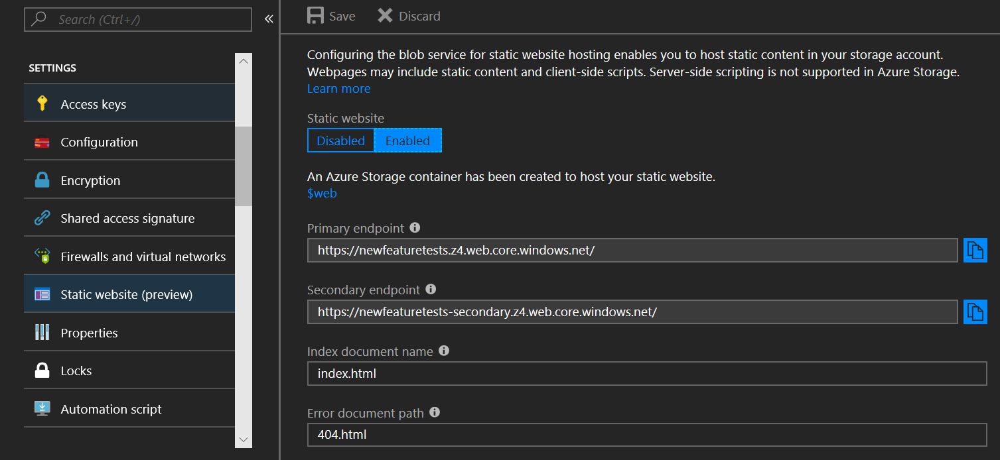 Search (Ctrl+/)
«
SETTINGS
Access keys
Configuration
Encryption
Shared access signature
Firewalls and virtual networks
Static website (preview)
Properties
Locks
Automation script
Save
Discard
Configuring the blob service for static website hosting enables you to host static content in your storage account.
Webpages may include static content and client-side scripts. Server-side scripting is not supported in Azure Storage.
Learn more
Static website
Disabled
Enabled
An Azure Storage container has been created to host your static website.
$web
Primary endpoint
https://newfeaturetests.z4.web.core.windows.net/
Secondary endpoint
https://newfeaturetests-secondary.z4.web.core.windows.net/
Index document name
index.html
Error document path
404.html